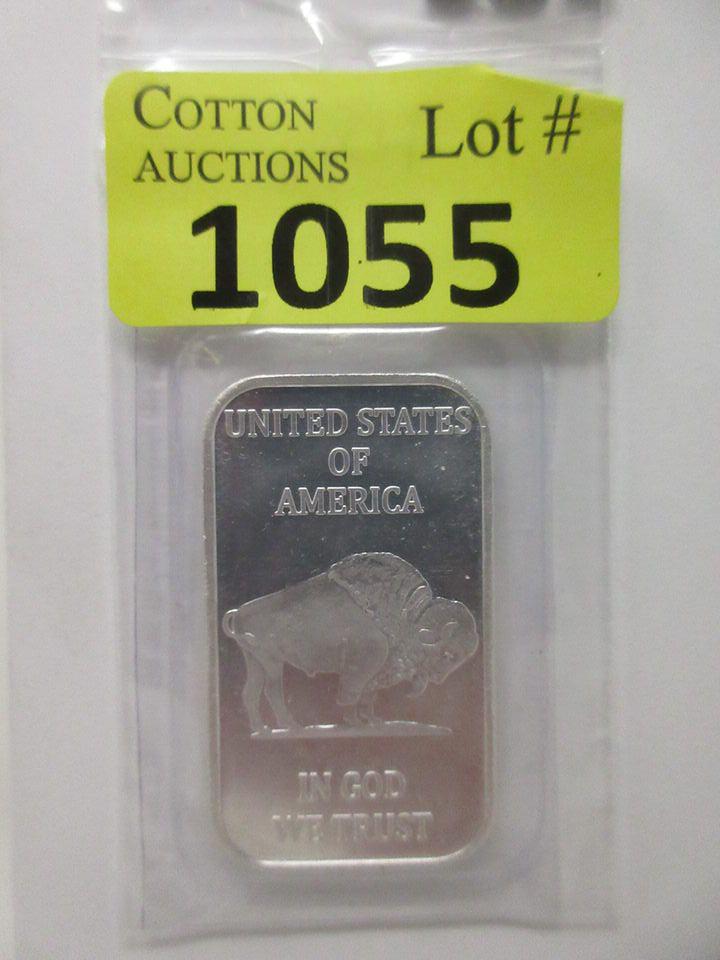 COTTON
AUCTIONS
Lot #
1055
UNITED STATES
OF
AMERICA
IN GOD
WE TRUST